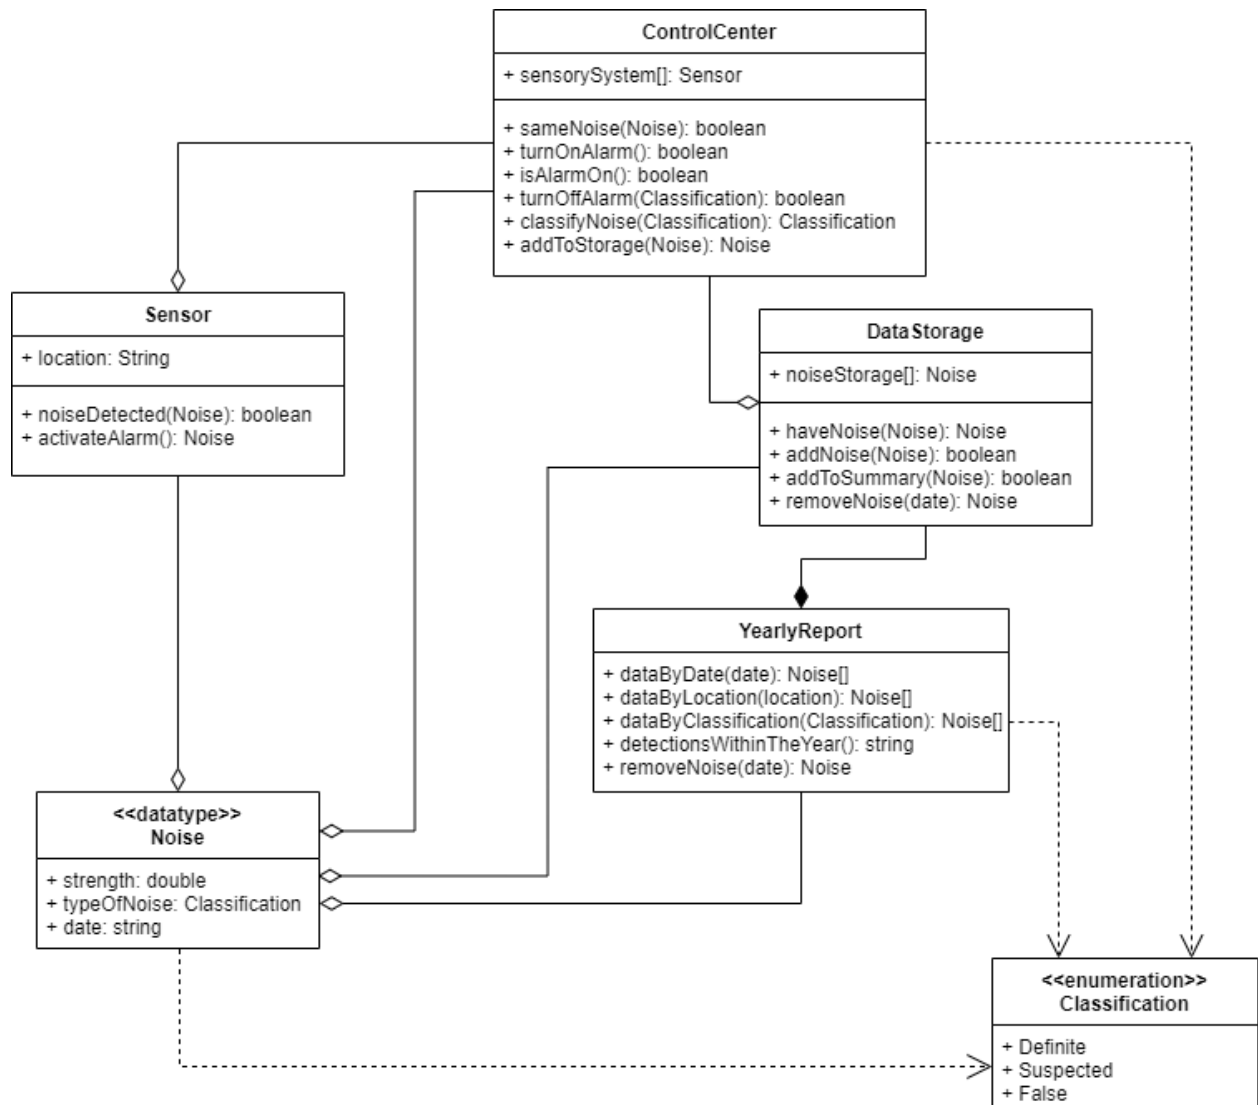 ControlCenter
+ sensorySystem[]: Sensor
+ sameNoise(Noise): boolean
+ turnOnAlarm(): boolean
+ isAlarmOn(): boolean
+ turnOffAlarm(Classification): boolean
+ classifyNoise(Classification): Classification
+ addToStorage(Noise): Noise
Sensor
+ location: String
+ noiseDetected(Noise): boolean
+ activateAlarm(): Noise
DataStorage
+ noiseStorage[]: Noise
+ haveNoise(Noise): Noise
+ addNoise(Noise): boolean
+ addToSummary(Noise): boolean
+ removeNoise(date): Noise
YearlyReport
+ dataByDate(date): Noise[]
+ dataByLocation(location): Noise[]
+ dataByClassification(Classification): Noise[]
+ detectionsWithinTheYear(): string
+ removeNoise(date): Noise
<<datatype>>
Noise
+ strength: double
+ typeOfNoise: Classification
+ date: string
<<enumeration>>
Classification
+ Definite
+ Suspected
+ False